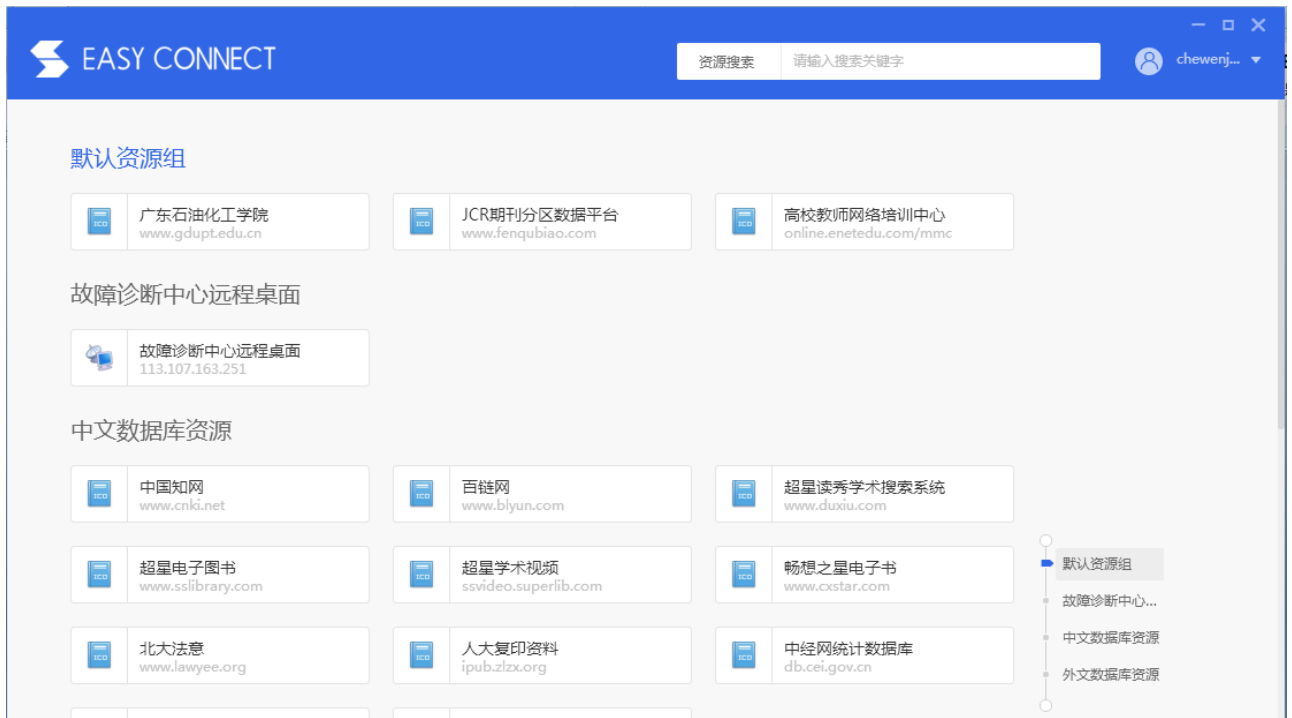 EASY CONNECT
资源搜索
请输入搜索关键字
chewenj...
默认资源组
广东石油化工学院
www.gdupt.edu.cn
JCR期刊分区数据平台
www.fenqubiao.com
高校教师网络培训中心
online.enetedu.com/mmc
故障诊断中心远程桌面
故障诊断中心远程桌面
113.107.163.251
中文数据库资源
中国知网
www.cnki.net
百链网
www.blyun.com
超星读秀学术搜索系统
www.duxiu.com
超星电子图书
www.sslibrary.com
超星学术视频
ssvideo.superlib.com
畅想之星电子书
www.cxstar.com
北大法意
www.lawyee.org
人大复印资料
ipub.zlzx.org
中经网统计数据库
db.cei.gov.cn
默认资源组
故障诊断中心...
中文数据库资源
外文数据库资源